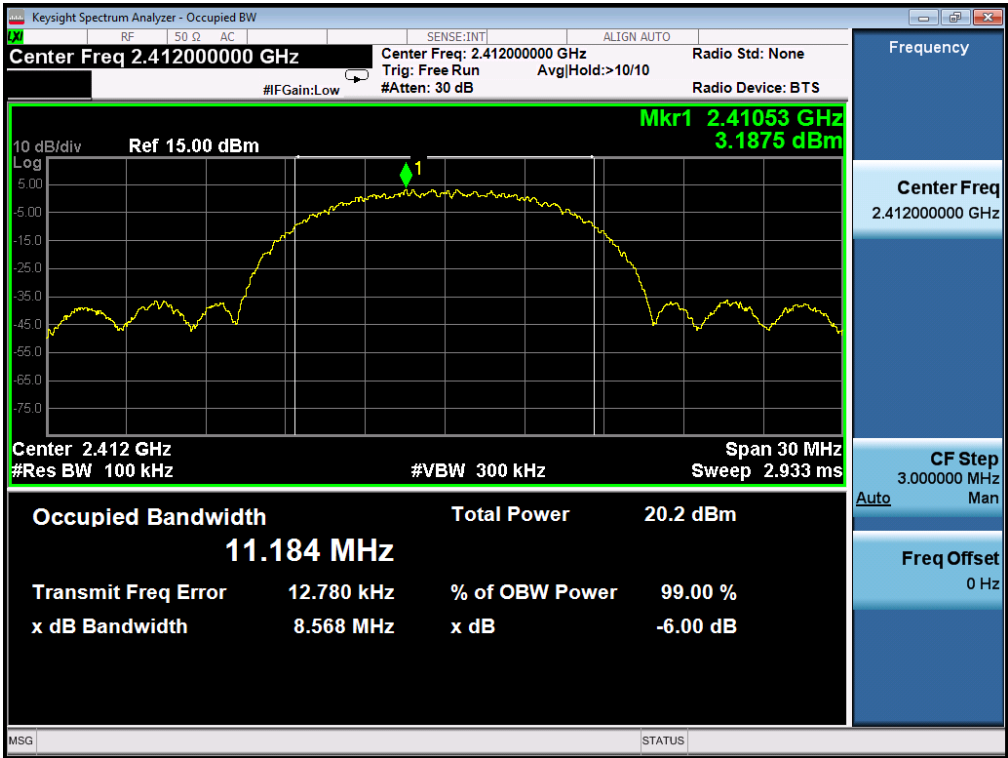 Keysight Spectrum Analyzer - Occupied BW
LXI RF 50 Ω AC SENSE:INT ALIGN AUTO
Center Freq 2.412000000 GHz
#IFGain:Low
Center Freq: 2.412000000 GHz
Trig: Free Run Avg|Hold:>10/10
#Atten: 30 dB
Radio Std: None
Radio Device: BTS
Mkr1 2.41053 GHz
3.1875 dBm
10 dB/div Ref 15.00 dBm
Log
1
5.00
-5.00
-15.0
-25.0
-35.0
-45.0
-55.0
-65.0
-75.0
Center 2.412 GHz Span 30 MHz
#Res BW 100 kHz #VBW 300 kHz Sweep 2.933 ms
Occupied Bandwidth Total Power 20.2 dBm
11.184 MHz
Transmit Freq Error 12.780 kHz % of OBW Power 99.00 %
x dB Bandwidth 8.568 MHz x dB -6.00 dB
Frequency
Center Freq
2.412000000 GHz
CF Step
3.000000 MHz
Auto Man
Freq Offset
0 Hz
MSG STATUS